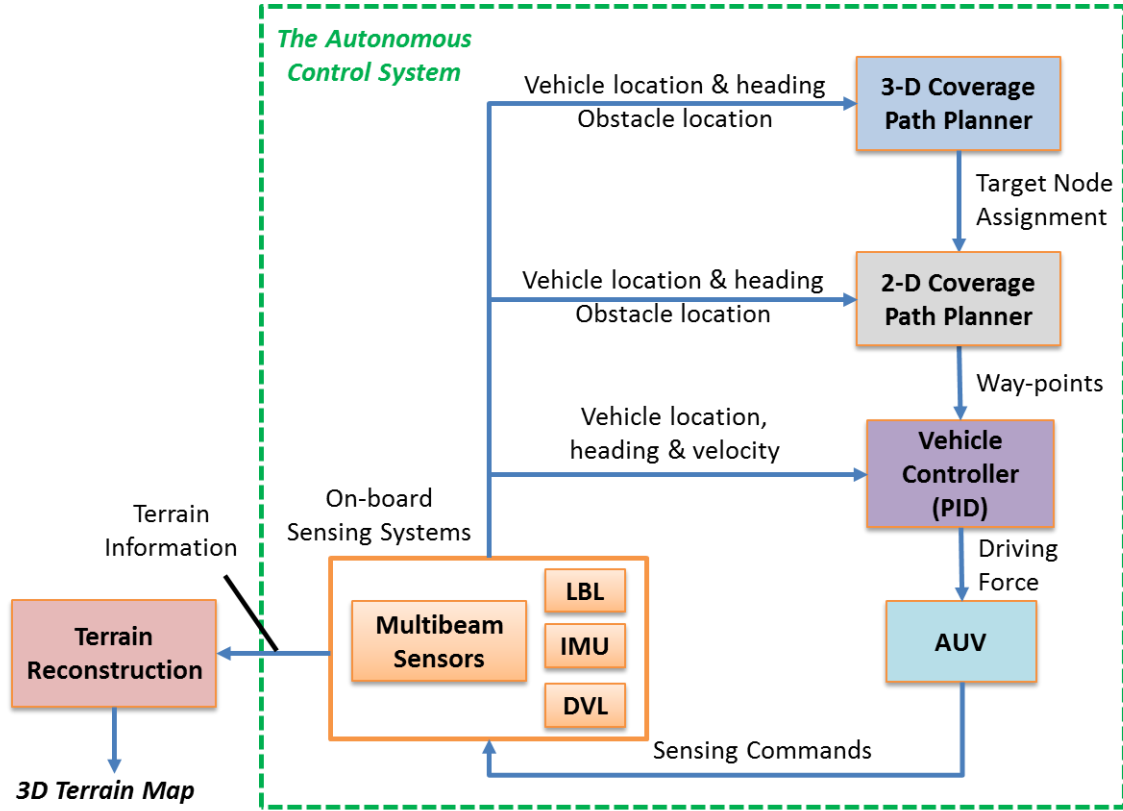 The Autonomous
Control System
Vehicle location & heading
Obstacle location
3-D Coverage
Path Planner
Target Node
Assignment
Vehicle location & heading
Obstacle location
2-D Coverage
Path Planner
Way-points
Vehicle location,
heading & velocity
Vehicle
Controller
(PID)
On-board
Sensing Systems
Terrain
Information
Driving
Force
Multibeam
Sensors
LBL
IMU
DVL
AUV
Terrain
Reconstruction
Sensing Commands
3D Terrain Map